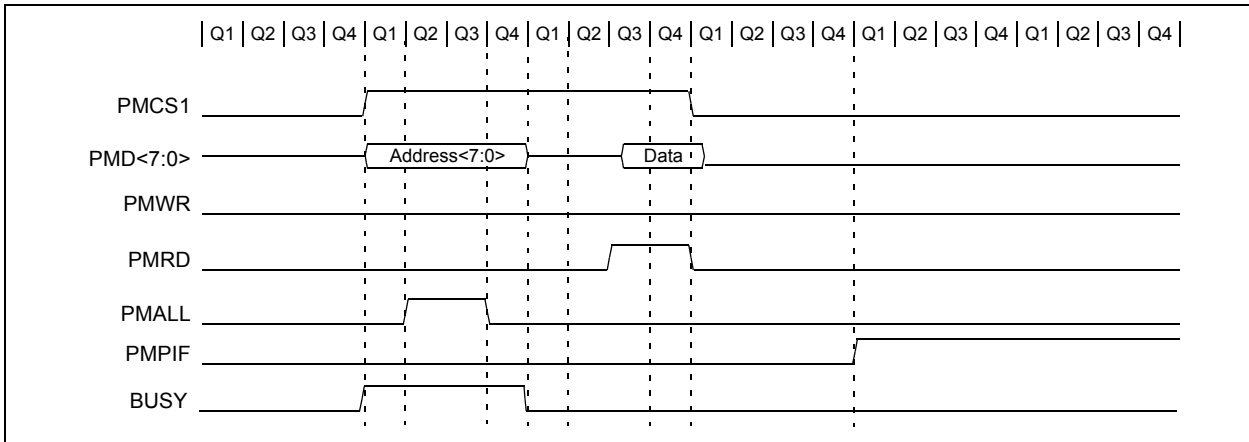 Q1 Q2 Q3 Q4 Q1 Q2 Q3 Q4 Q1 Q2 Q3 Q4 Q1 Q2 Q3 Q4 Q1 Q2 Q3 Q4 Q1 Q2 Q3 Q4
PMCS1
PMD<7:0> Address<7:0> Data
PMWR
PMRD
PMALL
PMPIF
BUSY